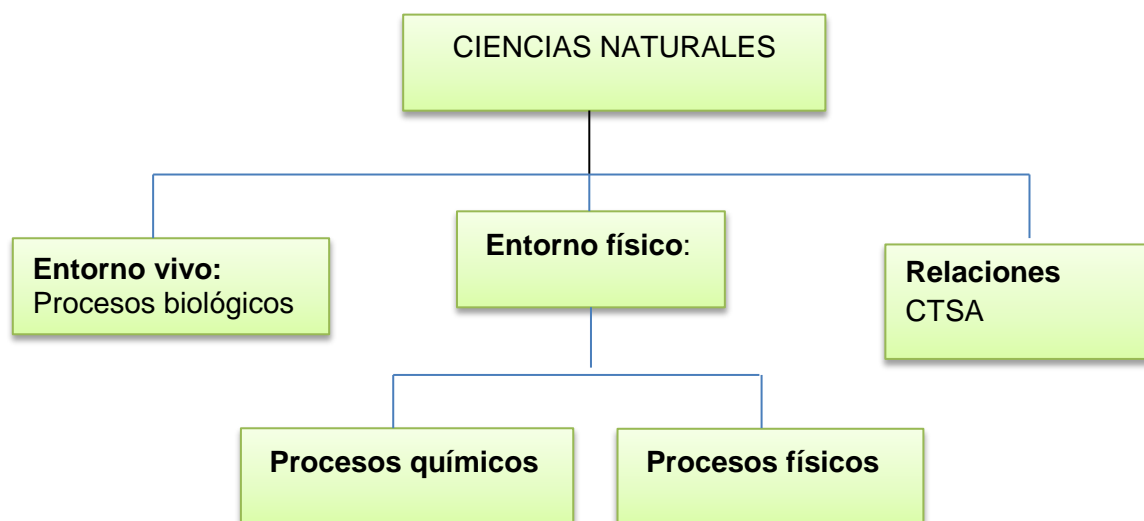 CIENCIAS NATURALES
Entorno vivo:
Procesos biológicos
Entorno físico:
Relaciones
CTSA
Procesos químicos
Procesos físicos